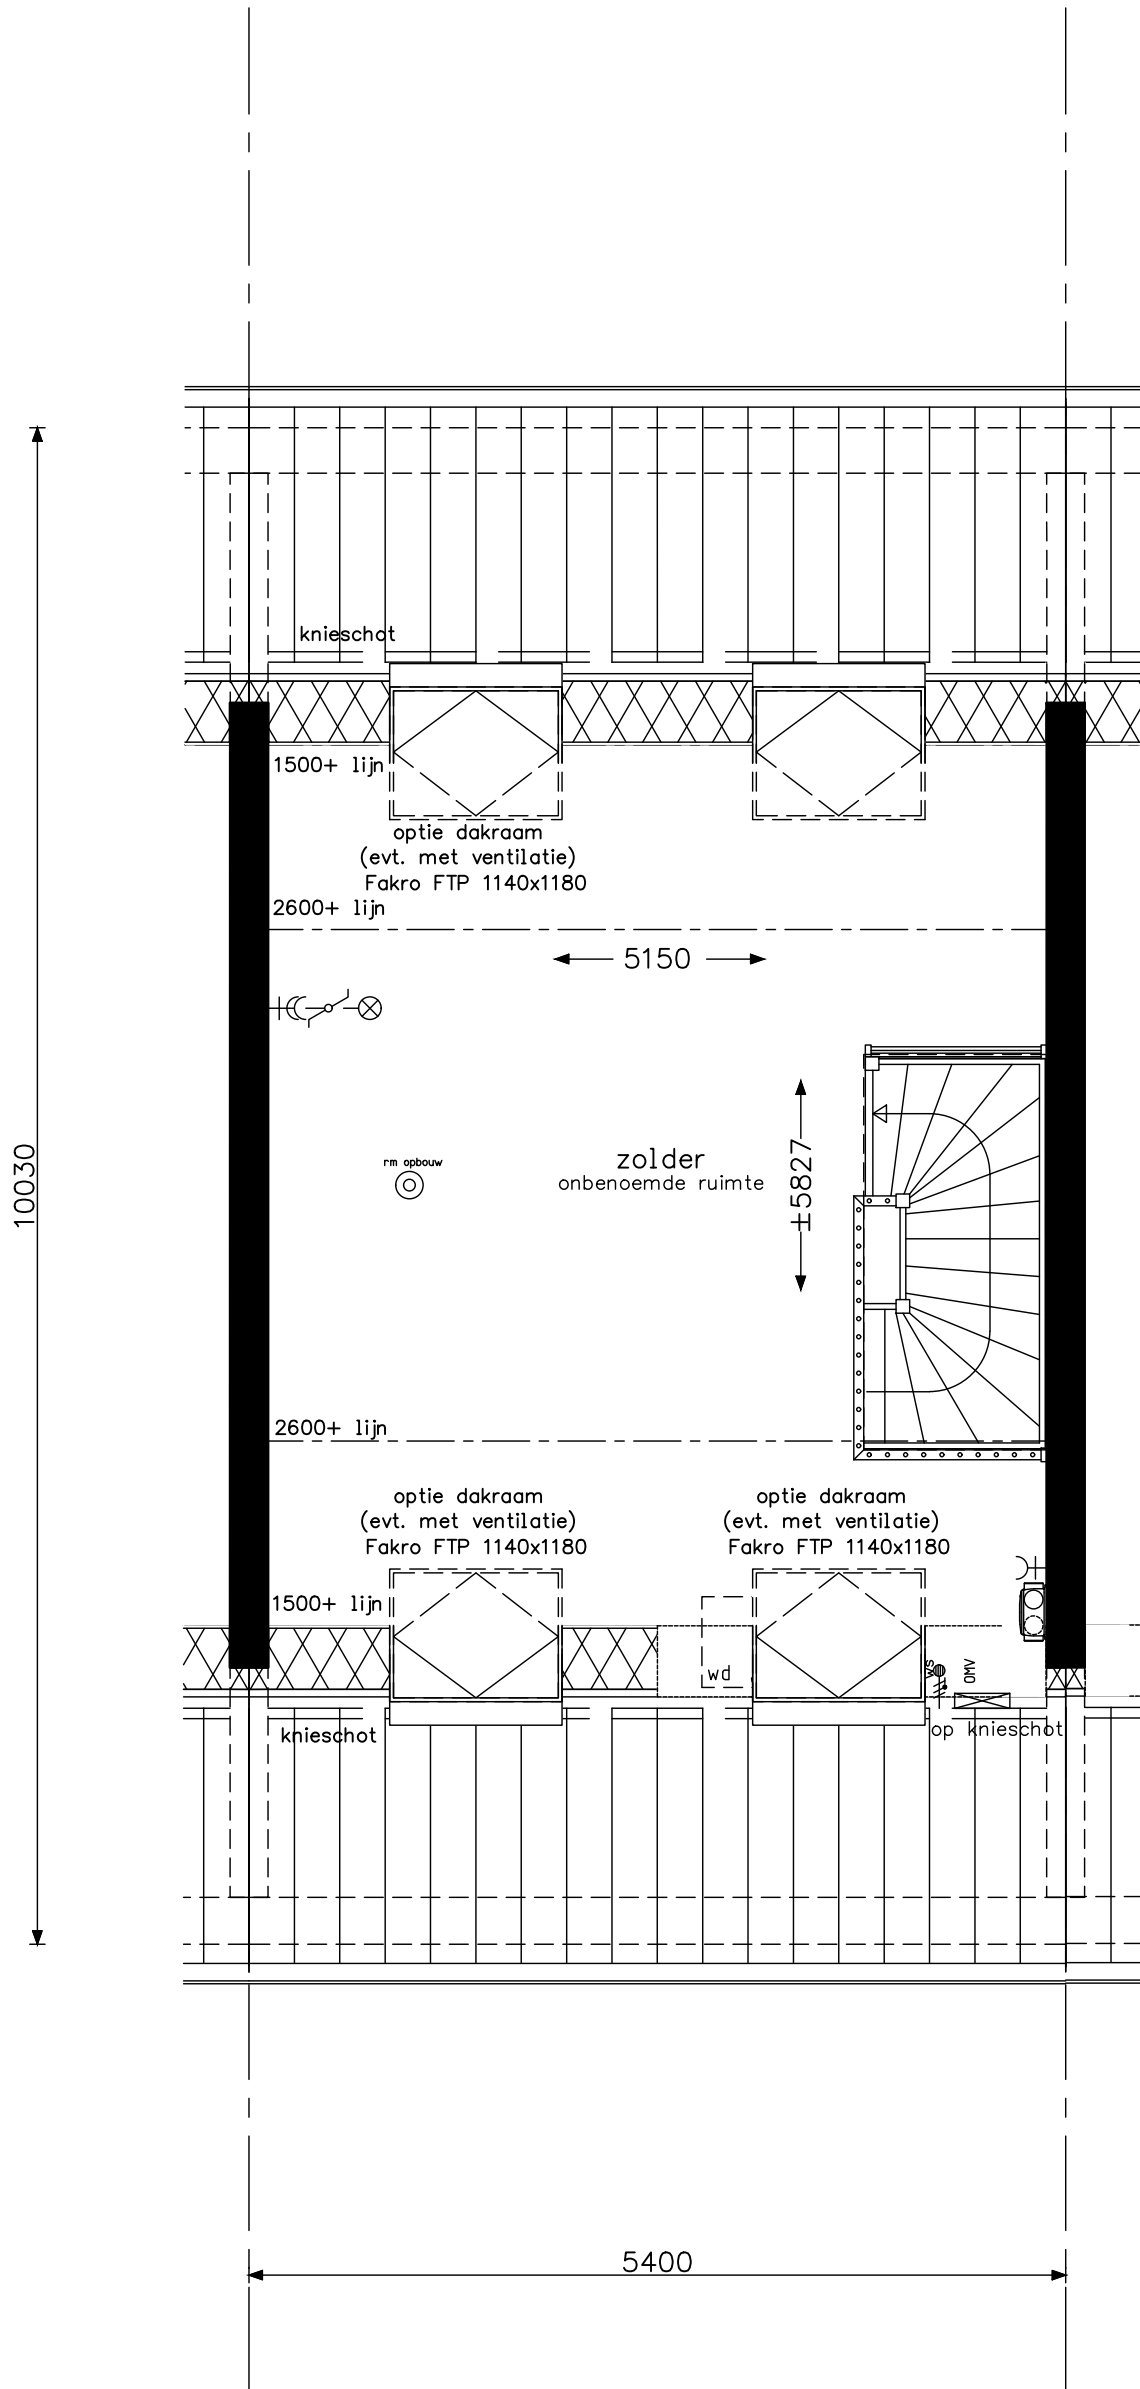 knieschot
1500+ lijn
optie dakraam
(evt. met ventilatie)
Fakro FTP 1140x1180
2600+ lijn
5150
10030
rm opbouw
zolder
onbenoemde ruimte
±5827
2600+ lijn
optie dakraam
(evt. met ventilatie)
Fakro FTP 1140x1180
optie dakraam
(evt. met ventilatie)
Fakro FTP 1140x1180
1500+ lijn
wd
ws
OMV
knieschot
op knieschot
5400